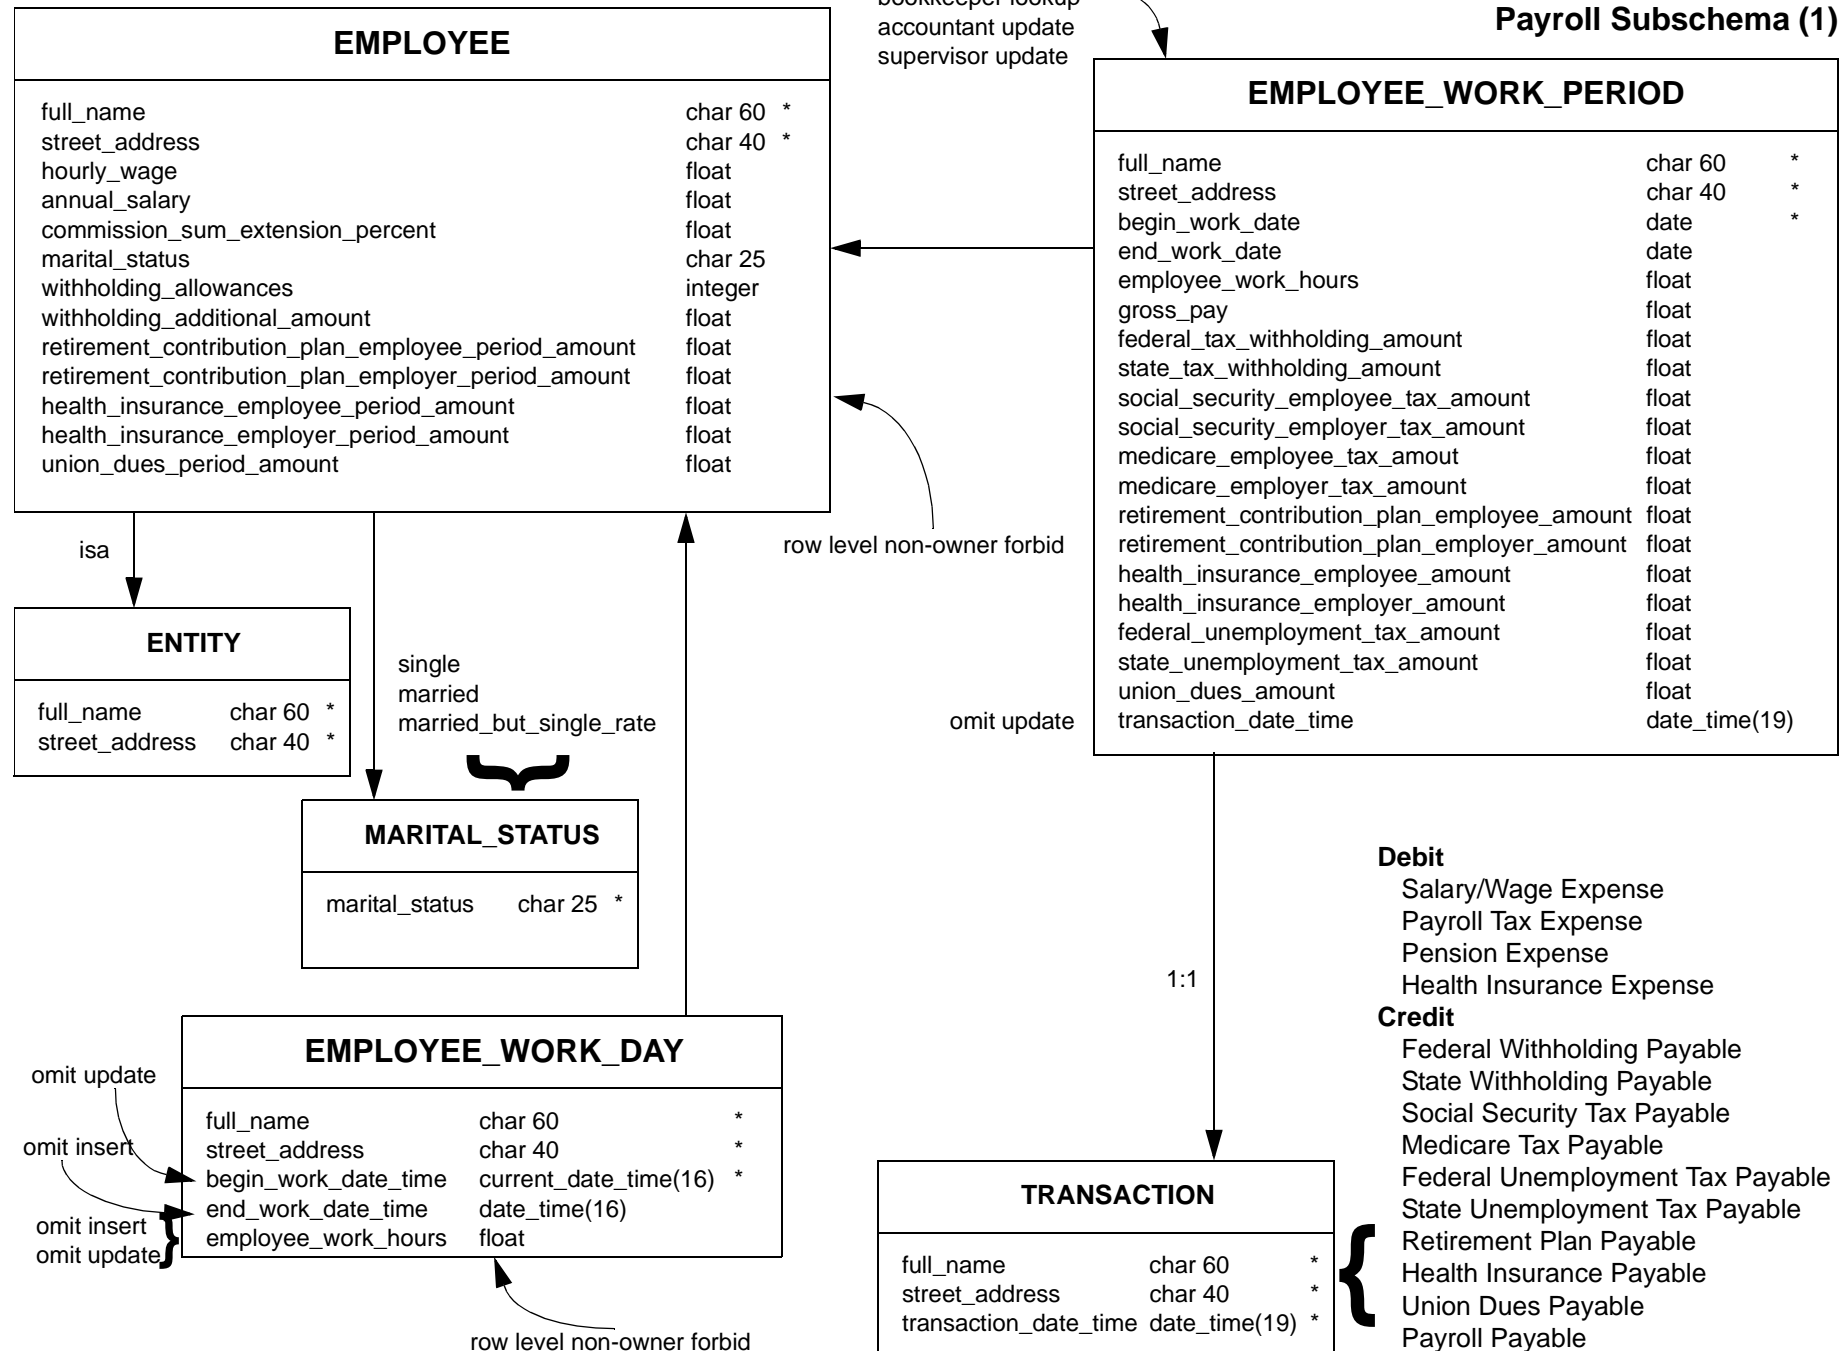 bookkeeper lookup
accountant update
supervisor update
Payroll Subschema (1)
EMPLOYEE
full_name char 60 *
street_address char 40 *
hourly_wage float
annual_salary float
commission_sum_extension_percent float
marital_status char 25
withholding_allowances integer
withholding_additional_amount float
retirement_contribution_plan_employee_period_amount float
retirement_contribution_plan_employer_period_amount float
health_insurance_employee_period_amount float
health_insurance_employer_period_amount float
union_dues_period_amount float
EMPLOYEE_WORK_PERIOD
full_name char 60 *
street_address char 40 *
begin_work_date date *
end_work_date date
employee_work_hours float
gross_pay float
federal_tax_withholding_amount float
state_tax_withholding_amount float
social_security_employee_tax_amount float
social_security_employer_tax_amount float
medicare_employee_tax_amout float
medicare_employer_tax_amount float
retirement_contribution_plan_employee_amount float
retirement_contribution_plan_employer_amount float
health_insurance_employee_amount float
health_insurance_employer_amount float
federal_unemployment_tax_amount float
state_unemployment_tax_amount float
union_dues_amount float
omit update
transaction_date_time date_time(19)
row level non-owner forbid
isa
ENTITY
full_name char 60 *
street_address char 40 *
single
married
married_but_single_rate
}
MARITAL_STATUS
marital_status char 25 *
EMPLOYEE_WORK_DAY
omit update
omit insert
omit insert
omit update
}
full_name char 60 *
street_address char 40 *
begin_work_date_time current_date_time(16) *
end_work_date_time date_time(16)
employee_work_hours float
row level non-owner forbid
1:1
TRANSACTION
full_name char 60 *
street_address char 40 *
transaction_date_time date_time(19) *
{
Debit
Salary/Wage Expense
Payroll Tax Expense
Pension Expense
Health Insurance Expense
Credit
Federal Withholding Payable
State Withholding Payable
Social Security Tax Payable
Medicare Tax Payable
Federal Unemployment Tax Payable
State Unemployment Tax Payable
Retirement Plan Payable
Health Insurance Payable
Union Dues Payable
Payroll Payable